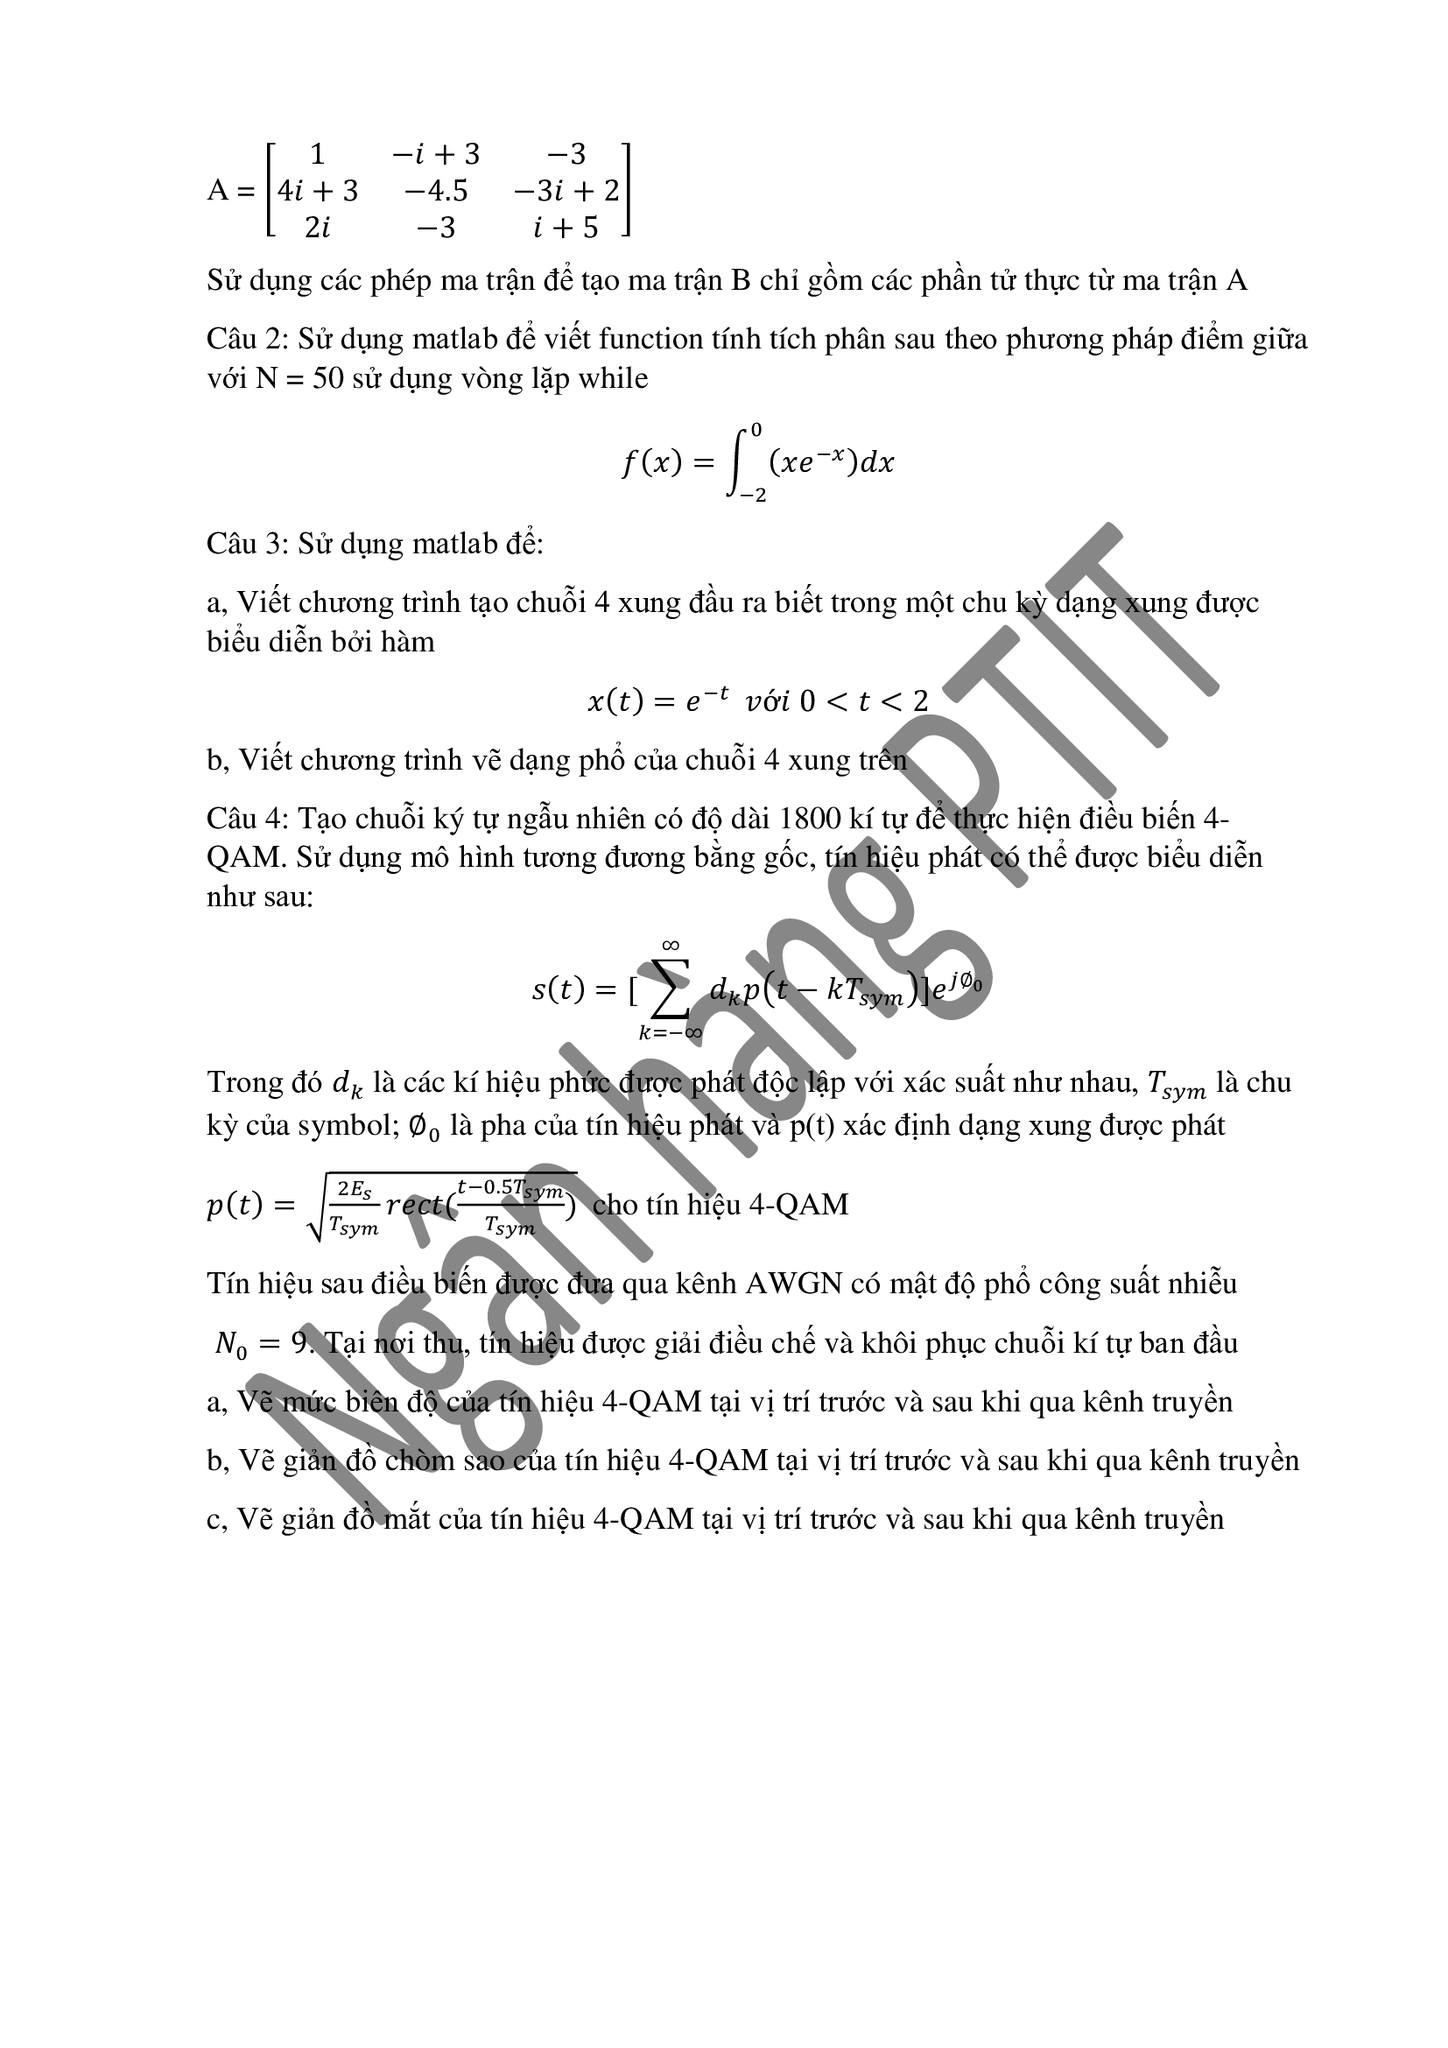 A = [ 1 −i + 3 −3
4i + 3 −4.5 −3i + 2
2i −3 i + 5 ]
Sử dụng các phép ma trận để tạo ma trận B chỉ gồm các phần tử thực từ ma trận A
Câu 2: Sử dụng matlab để viết function tính tích phân sau theo phương pháp điểm giữa
với N = 50 sử dụng vòng lặp while
f(x) = ∫_{−2}^{0} (xe^{−x})dx
Câu 3: Sử dụng matlab để:
a, Viết chương trình tạo chuỗi 4 xung đầu ra biết trong một chu kỳ dạng xung được
biểu diễn bởi hàm
x(t) = e^{−t} với 0 < t < 2
b, Viết chương trình vẽ dạng phổ của chuỗi 4 xung trên
Câu 4: Tạo chuỗi ký tự ngẫu nhiên có độ dài 1800 kí tự để thực hiện điều biến 4-
QAM. Sử dụng mô hình tương đương bằng gốc, tín hiệu phát có thể được biểu diễn
như sau:
s(t) = [ ∑_{k=−∞}^{∞} d_k p(t − kT_{sym})]e^{j∅_0}
Trong đó d_k là các kí hiệu phức được phát độc lập với xác suất như nhau, T_{sym} là chu
kỳ của symbol; ∅_0 là pha của tín hiệu phát và p(t) xác định dạng xung được phát
p(t) = √(2E_s/T_{sym} rect((t−0.5T_{sym})/T_{sym})) cho tín hiệu 4-QAM
Tín hiệu sau điều biến được đưa qua kênh AWGN có mật độ phổ công suất nhiễu
N_0 = 9. Tại nơi thu, tín hiệu được giải điều chế và khôi phục chuỗi kí tự ban đầu
a, Vẽ mức biên độ của tín hiệu 4-QAM tại vị trí trước và sau khi qua kênh truyền
b, Vẽ giản đồ chòm sao của tín hiệu 4-QAM tại vị trí trước và sau khi qua kênh truyền
c, Vẽ giản đồ mắt của tín hiệu 4-QAM tại vị trí trước và sau khi qua kênh truyền
Ngân hàng PTIT